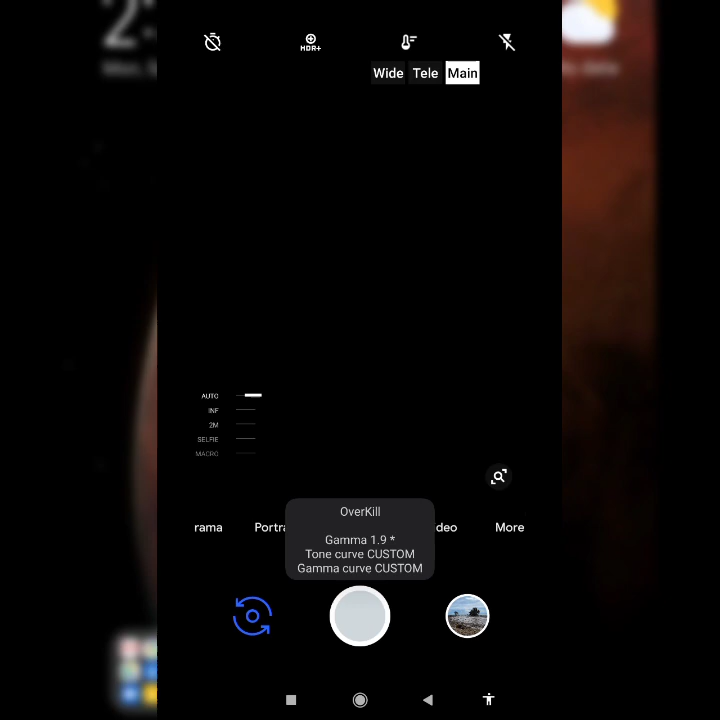 HDR+
Wide Tele Main
AUTO
INF
2M
SELFIE
MACRO
OverKill
rama Portra deo More
Gamma 1.9 *
Tone curve CUSTOM
Gamma curve CUSTOM